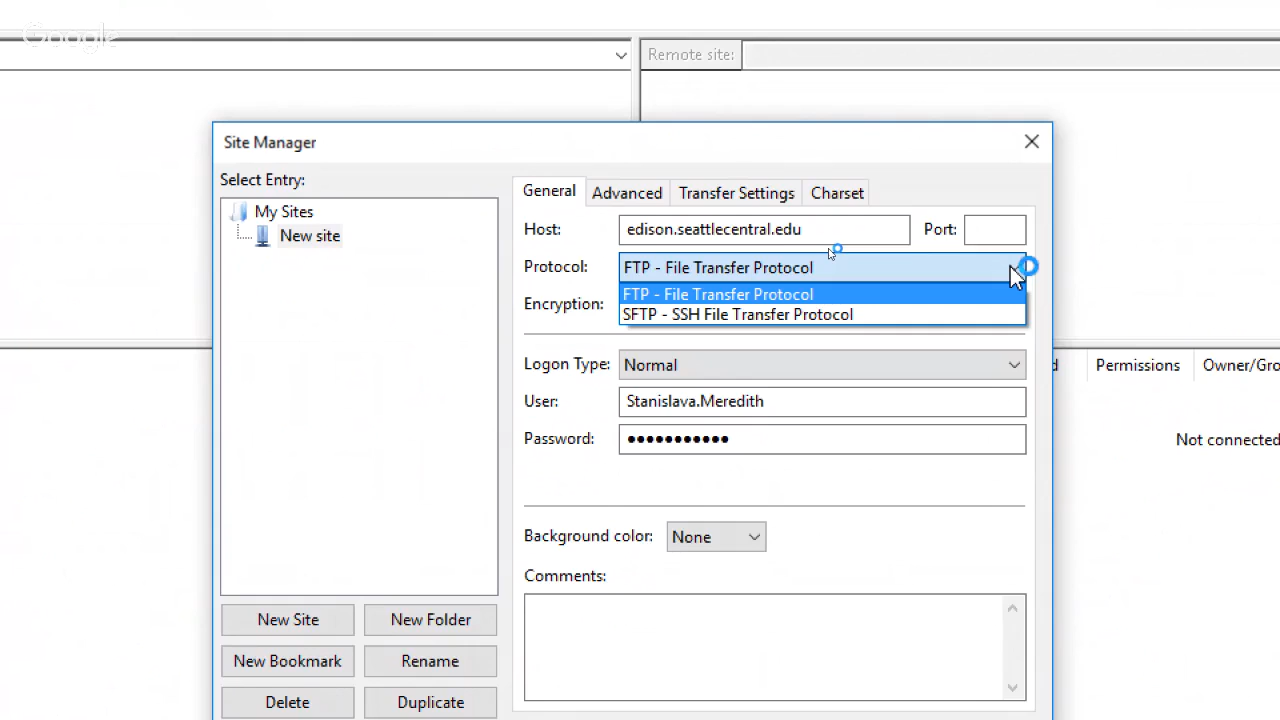 Google
Remote site:
Site Manager
Select Entry:
My Sites
New site
General Advanced Transfer Settings Charset
Host: edison.seattlecentral.edu Port:
Protocol: FTP - File Transfer Protocol
FTP - File Transfer Protocol
Encryption:
SFTP - SSH File Transfer Protocol
Logon Type: Normal
d Permissions Owner/Gro
User: Stanislava.Meredith
Password: ●●●●●●●●●●●
Not connected
Background color: None
Comments:
New Site New Folder
New Bookmark Rename
Delete Duplicate